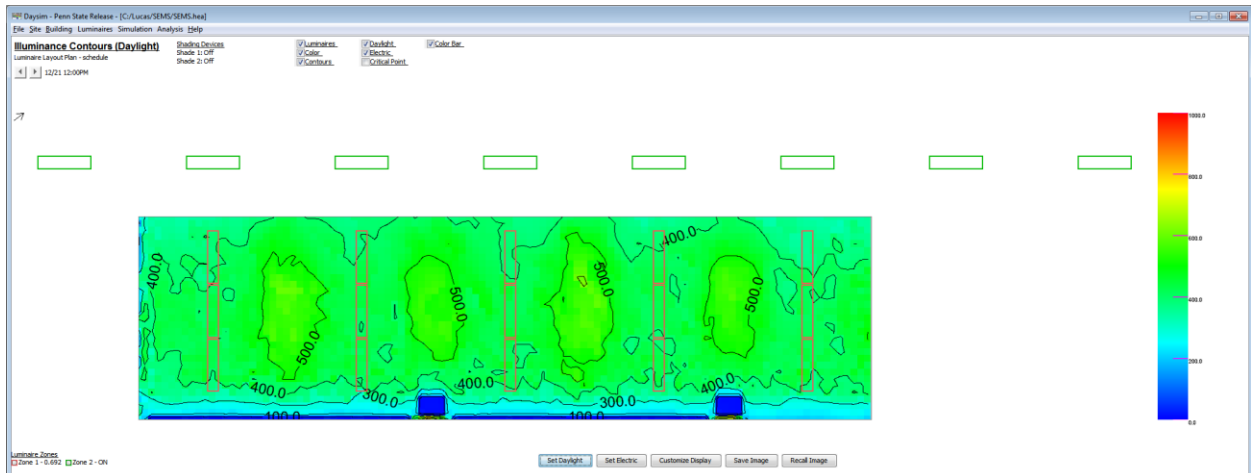 Daysim - Penn State Release - [C:/Lucas/SEMS/SEMS.hea]
File Site Building Luminaires Simulation Analysis Help
Illuminance Contours (Daylight)
Luminaire Layout Plan - schedule
12/21 12:00PM
Shading Devices
Shade 1: Off
Shade 2: Off
Luminaires Daylight Color Bar
Color Electric
Contours Critical Point
1000.0
800.0
600.0
400.0
200.0
0.0
400.0
400.0
500.0
500.0
500.0
500.0
400.0
300.0
400.0
300.0
400.0
100.0
100.0
Luminaire Zones
Zone 1 - 0.692 Zone 2 - ON
Set Daylight Set Electric Customize Display Save Image Recall Image